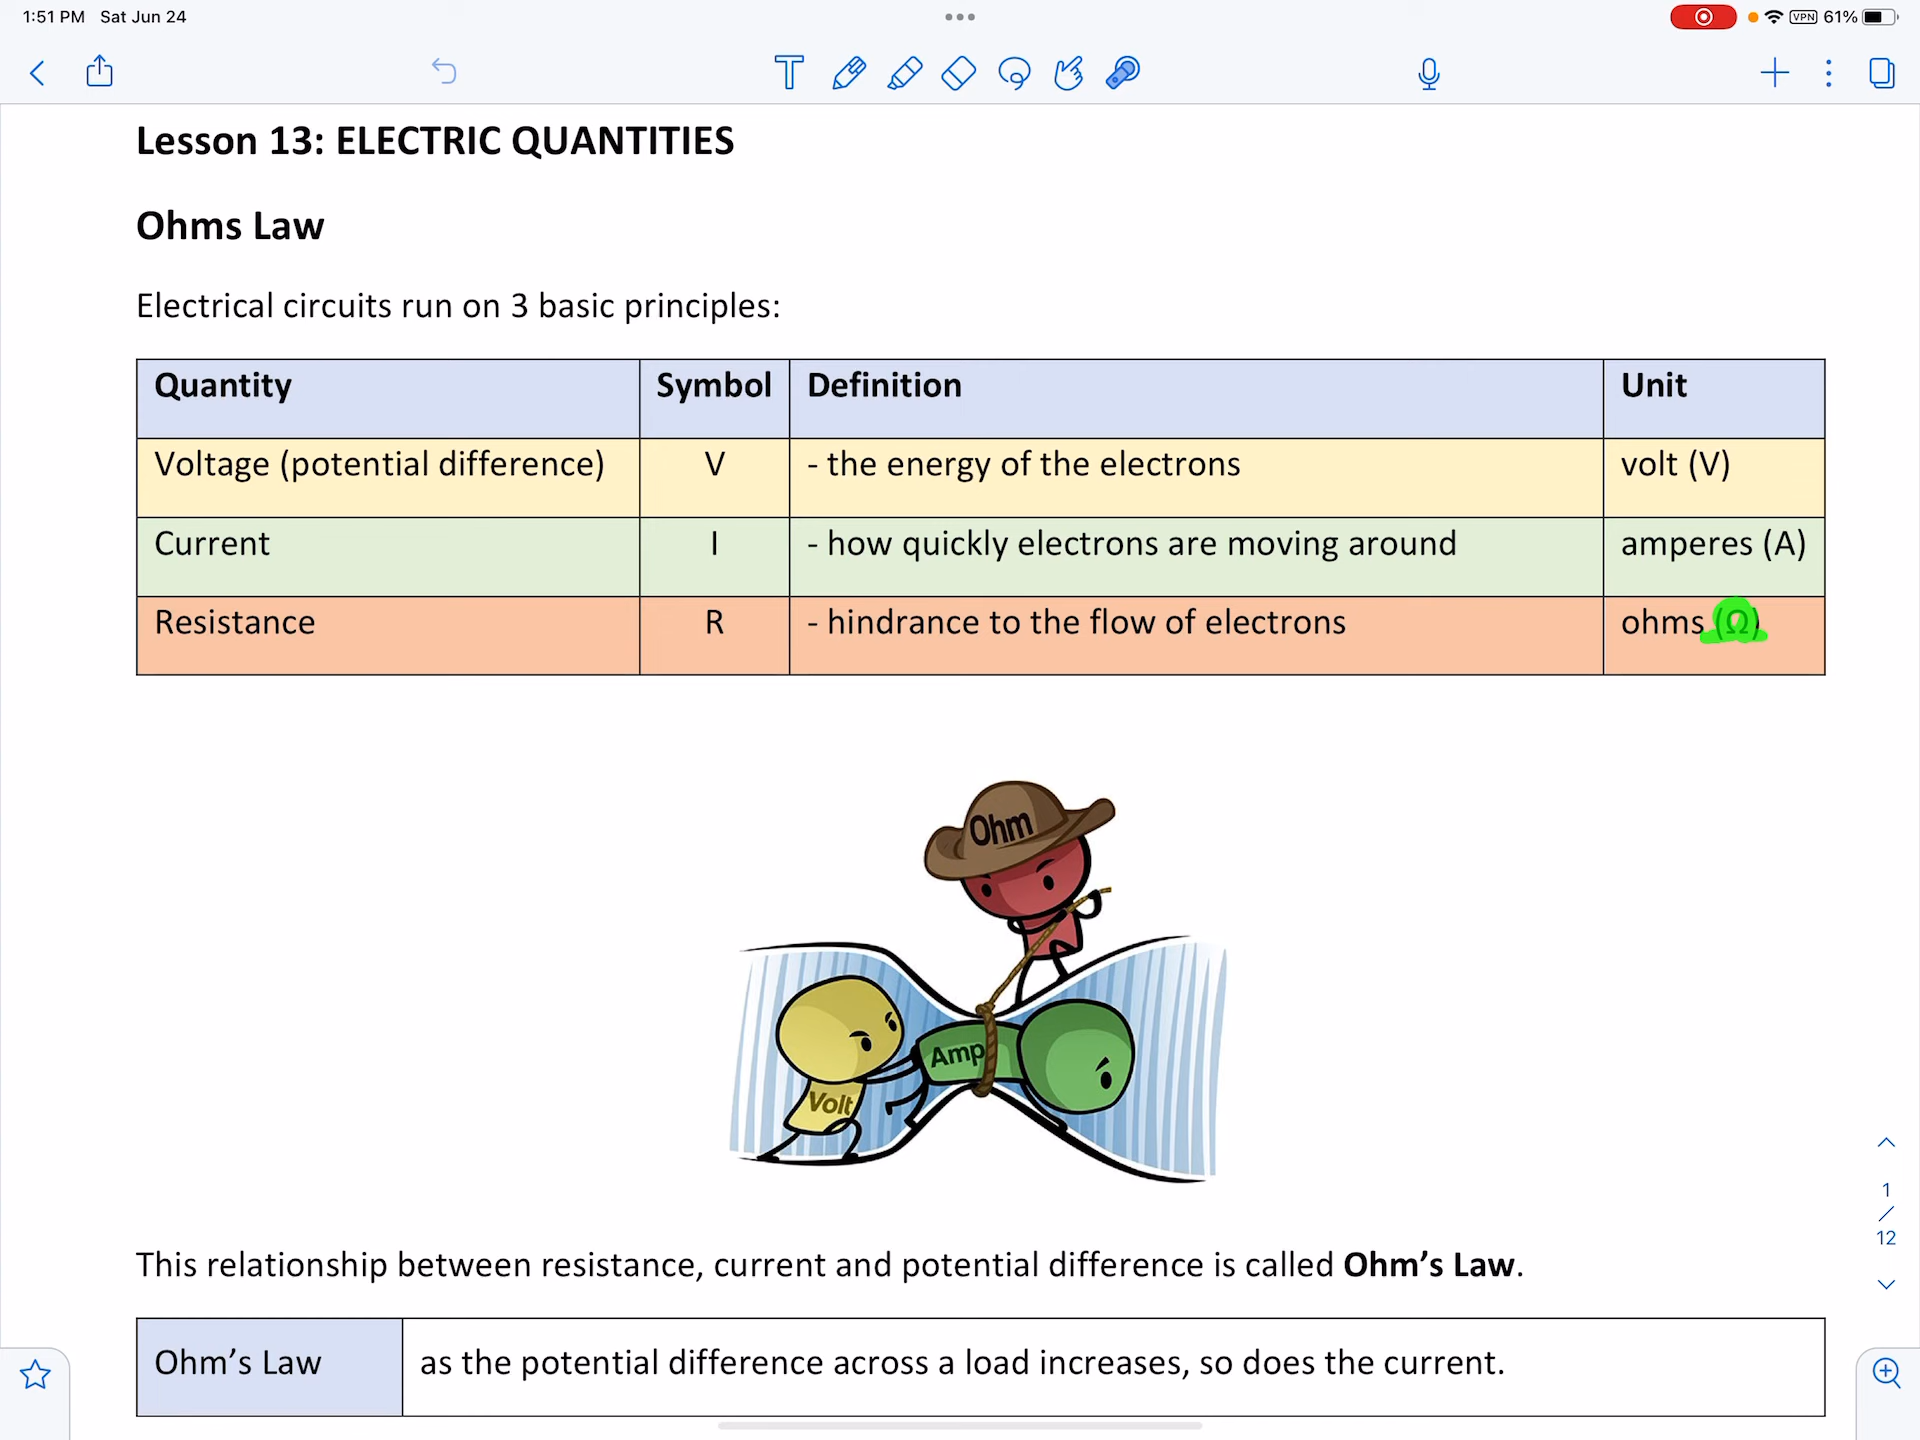 1:51 PM Sat Jun 24
VPN 61%
Lesson 13: ELECTRIC QUANTITIES
Ohms Law
Electrical circuits run on 3 basic principles:
Quantity Symbol Definition Unit
Voltage (potential difference) V - the energy of the electrons volt (V)
Current I - how quickly electrons are moving around amperes (A)
Resistance R - hindrance to the flow of electrons ohms (Ω)
Ohm
Amp
Volt
1
/
12
This relationship between resistance, current and potential difference is called Ohm’s Law.
Ohm’s Law as the potential difference across a load increases, so does the current.